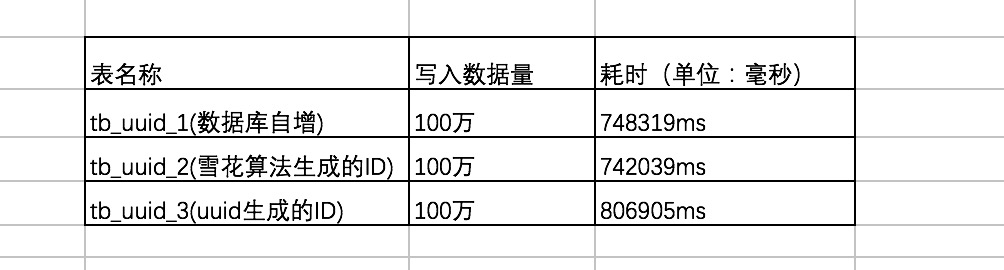 表名称 写入数据量 耗时（单位：毫秒）
tb_uuid_1(数据库自增) 100万 748319ms
tb_uuid_2(雪花算法生成的ID) 100万 742039ms
tb_uuid_3(uuid生成的ID) 100万 806905ms